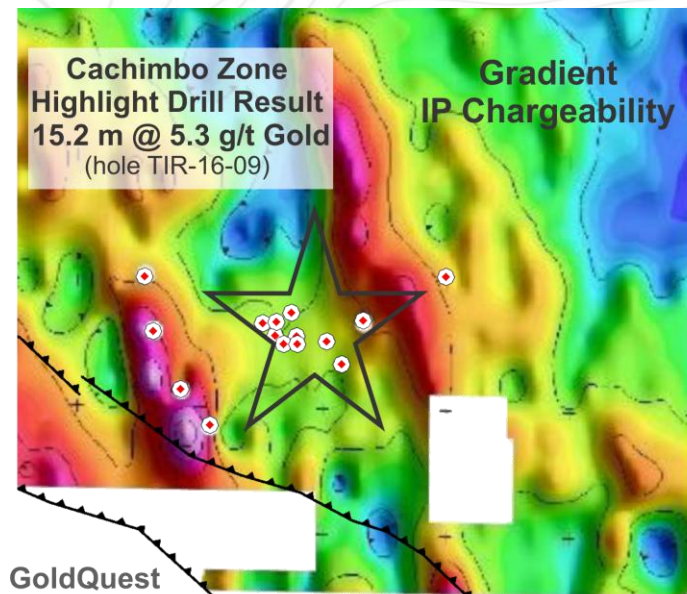 Cachimbo Zone
Highlight Drill Result
15.2 m @ 5.3 g/t Gold
(hole TIR-16-09)
Gradient
IP Chargeability
GoldQuest